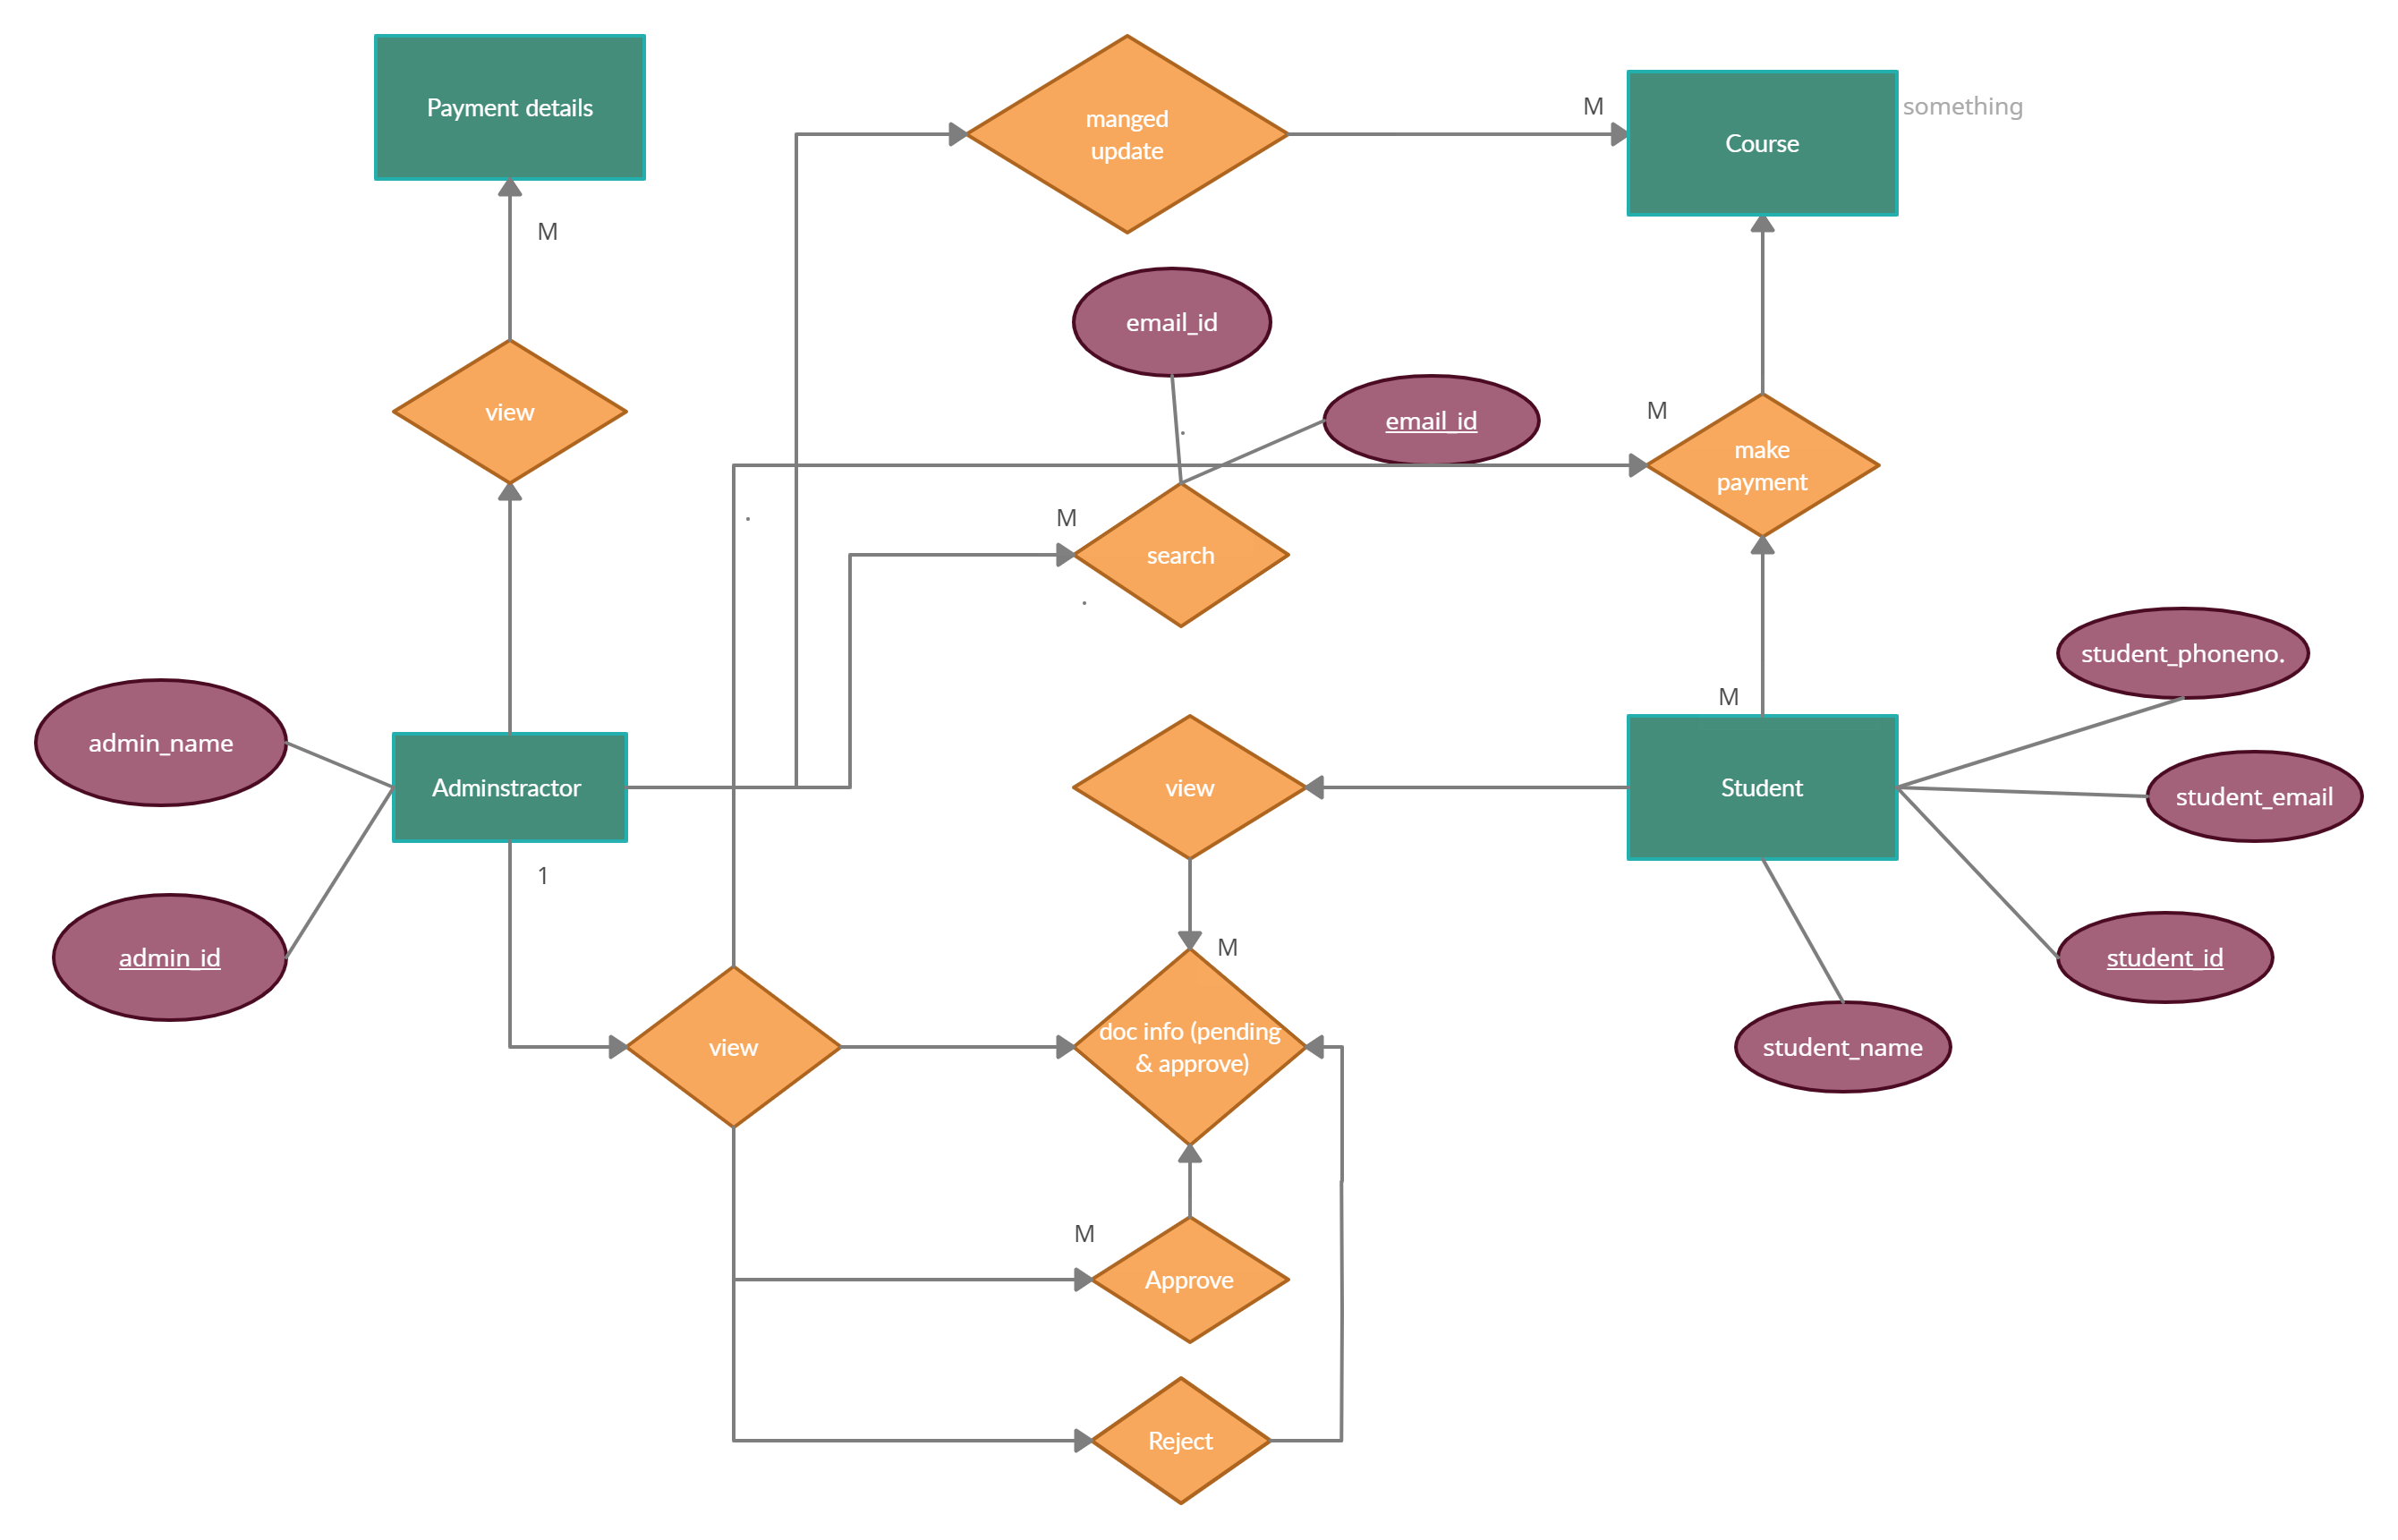 Payment details
manged
update
M
Course
something
M
email_id
view
email_id
M
make
payment
M
search
student_phoneno.
M
admin_name
Adminstractor
view
Student
student_email
1
M
admin_id
student_id
view
doc info (pending
& approve)
student_name
M
Approve
Reject